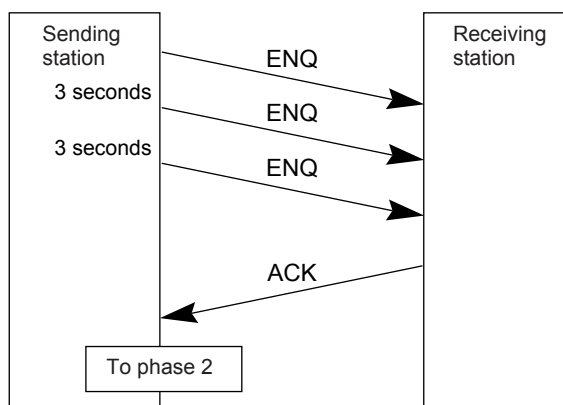 Sending
station
Receiving
station
ENQ
3 seconds
ENQ
3 seconds
ENQ
ACK
To phase 2